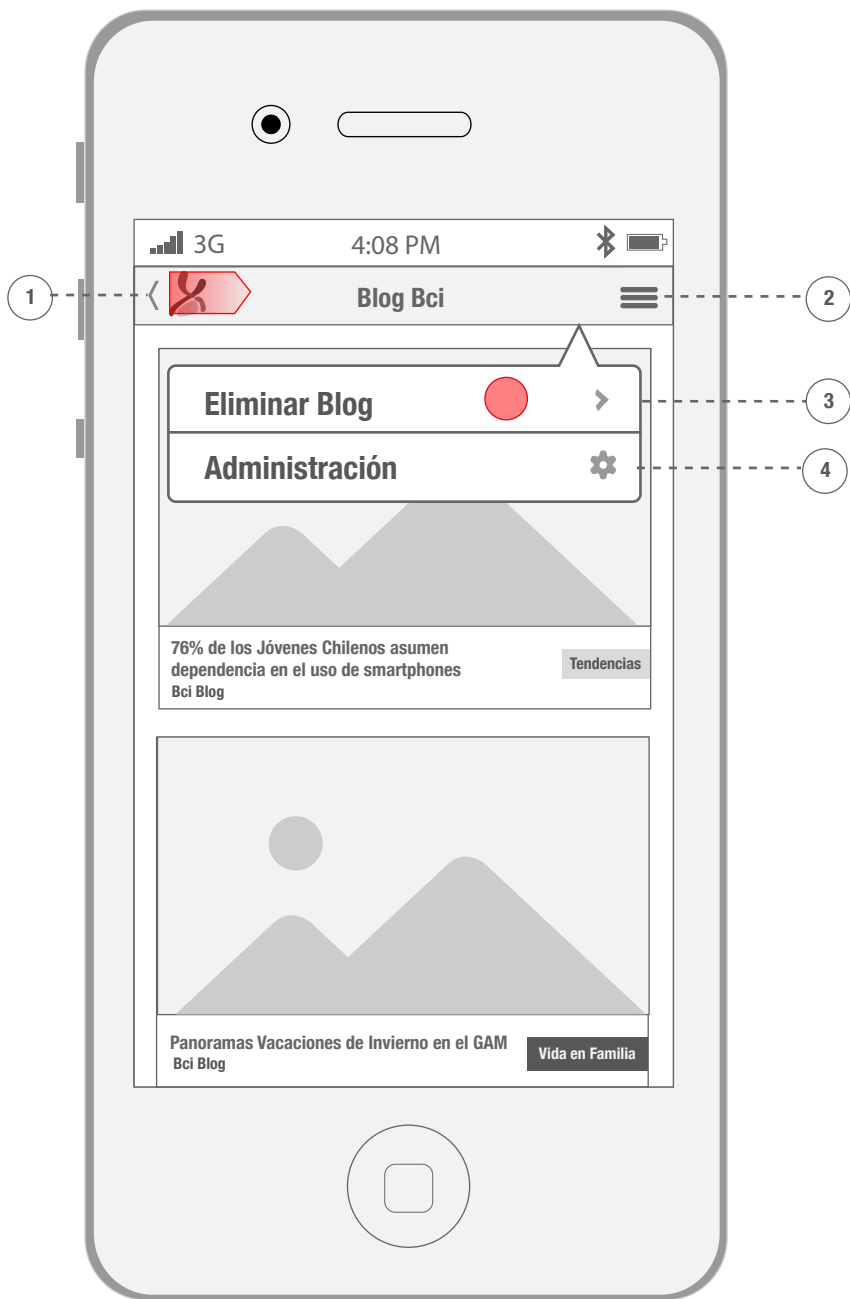 3G
4:08 PM
1
Blog Bci
2
Eliminar Blog
3
Administración
4
76% de los Jóvenes Chilenos asumen
dependencia en el uso de smartphones
Bci Blog
Tendencias
Panoramas Vacaciones de Invierno en el GAM
Bci Blog
Vida en Familia